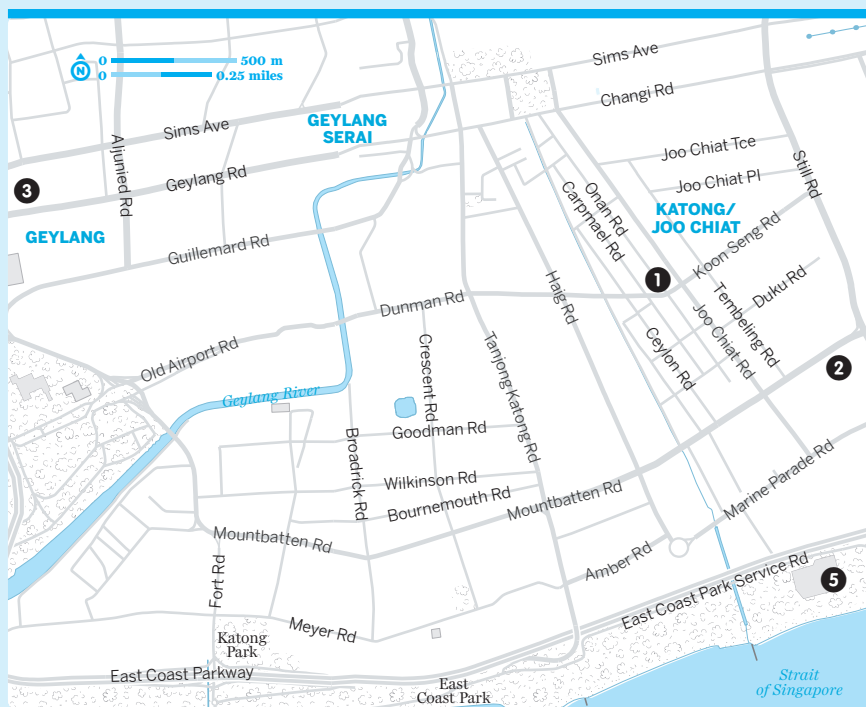 0 500 m
N
0 0.25 miles
Sims Ave
Changi Rd
Sims Ave
GEYLANG
SERAI
Aljunied Rd
Joo Chiat Tce
Still Rd
3
Geylang Rd
Joo Chiat Pl
Onan Rd
Carpmael Rd
KATONG/
JOO CHIAT
GEYLANG
Guillemard Rd
Koon Seng Rd
1
Haig Rd
Duku Rd
Dunman Rd
Tembeling Rd
Joo Chiat Rd
Old Airport Rd
Crescent Rd
Tanjong Katong Rd
Ceylon Rd
2
Geylang River
Broadrick Rd
Goodman Rd
Wilkinson Rd
Bournemouth Rd
Mountbatten Rd
Marine Parade Rd
Mountbatten Rd
Amber Rd
Fort Rd
East Coast Park Service Rd
5
Meyer Rd
Katong
Park
East Coast Parkway
East
Coast Park
Strait
of Singapore